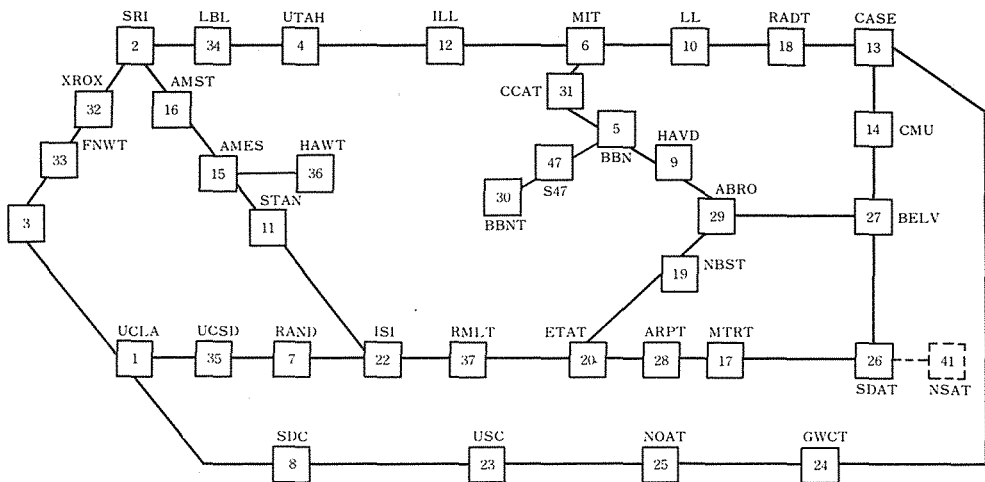 SRI LBL UTAH ILL MIT LL RADT CASE
2 34 4 12 6 10 18 13
XROX AMST CCAT
32 16 31
FNWT 5 CMU
33 AMES HAWT 47 BBN HAVD 14
15 36 S47 9
3 STAN 30 ABRO
11 BBNT 29 27 BELV
19 NBST
UCLA UCSD RAND ISI RMLT ETAT ARPT MTRT
1 35 7 22 37 20 28 17 26 41
SDAT NSAT
SDC USC NOAT GWCT
8 23 25 24